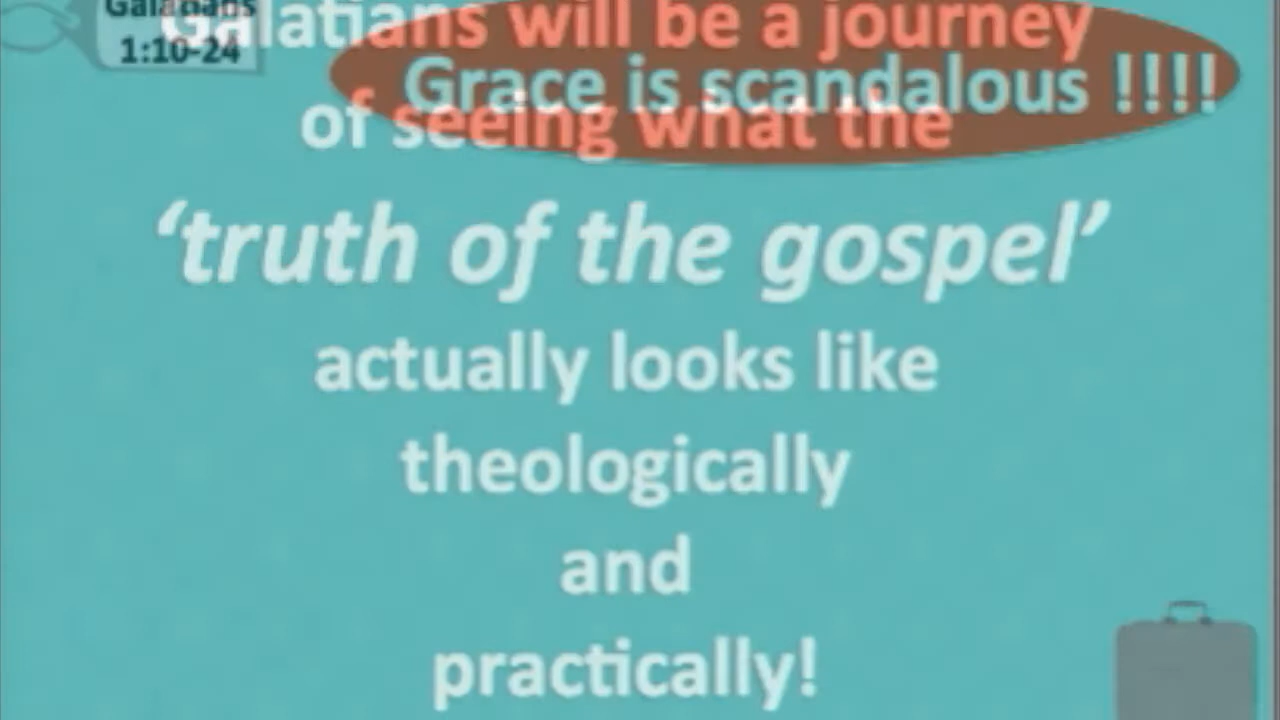 Galatians
1:10-24
Galatians will be a journey
Grace is scandalous !!!!
of seeing what the
‘truth of the gospel’
actually looks like
theologically
and
practically!